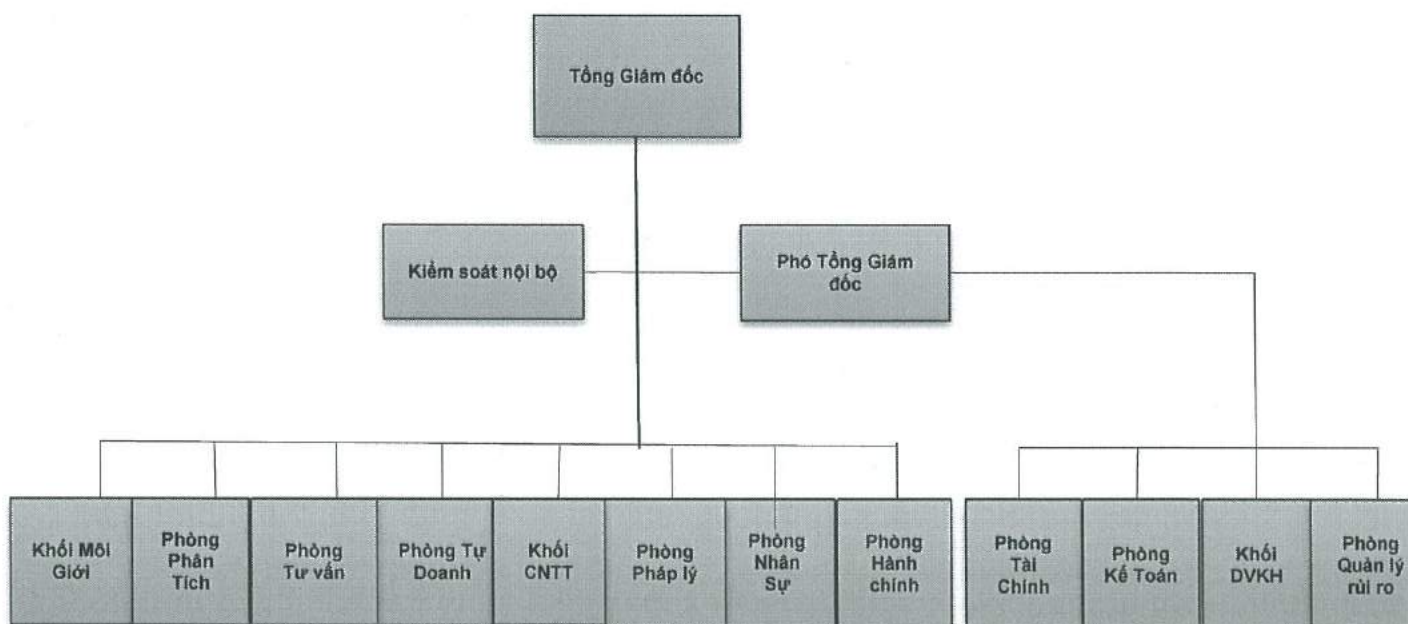 Tổng Giám đốc
Kiểm soát nội bộ
Phó Tổng Giám
đốc
Khối Môi
Giới
Phòng
Phân
Tích
Phòng
Tư vấn
Phòng Tự
Doanh
Khối
CNTT
Phòng
Pháp lý
Phòng
Nhân
Sự
Phòng
Hành
chính
Phòng
Tài
Chính
Phòng
Kế Toán
Khối
DVKH
Phòng
Quản lý
rủi ro